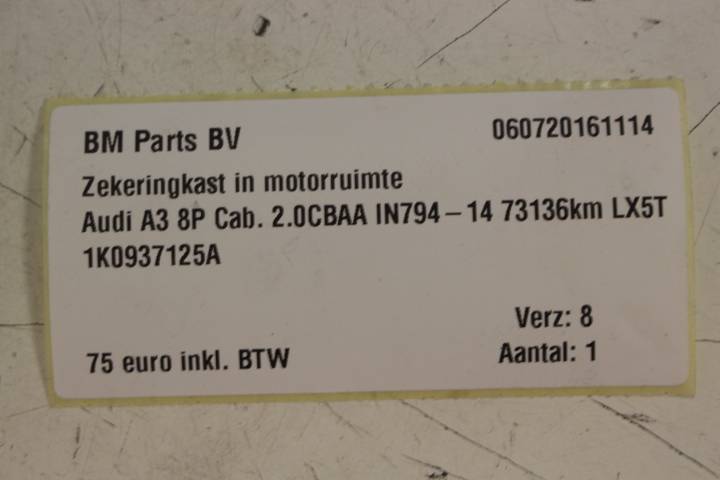 BM Parts BV 060720161114
Zekeringkast in motorruimte
Audi A3 8P Cab. 2.0CBAA IN794-14 73136km LX5T
1K0937125A
Verz: 8
75 euro inkl. BTW Aantal: 1